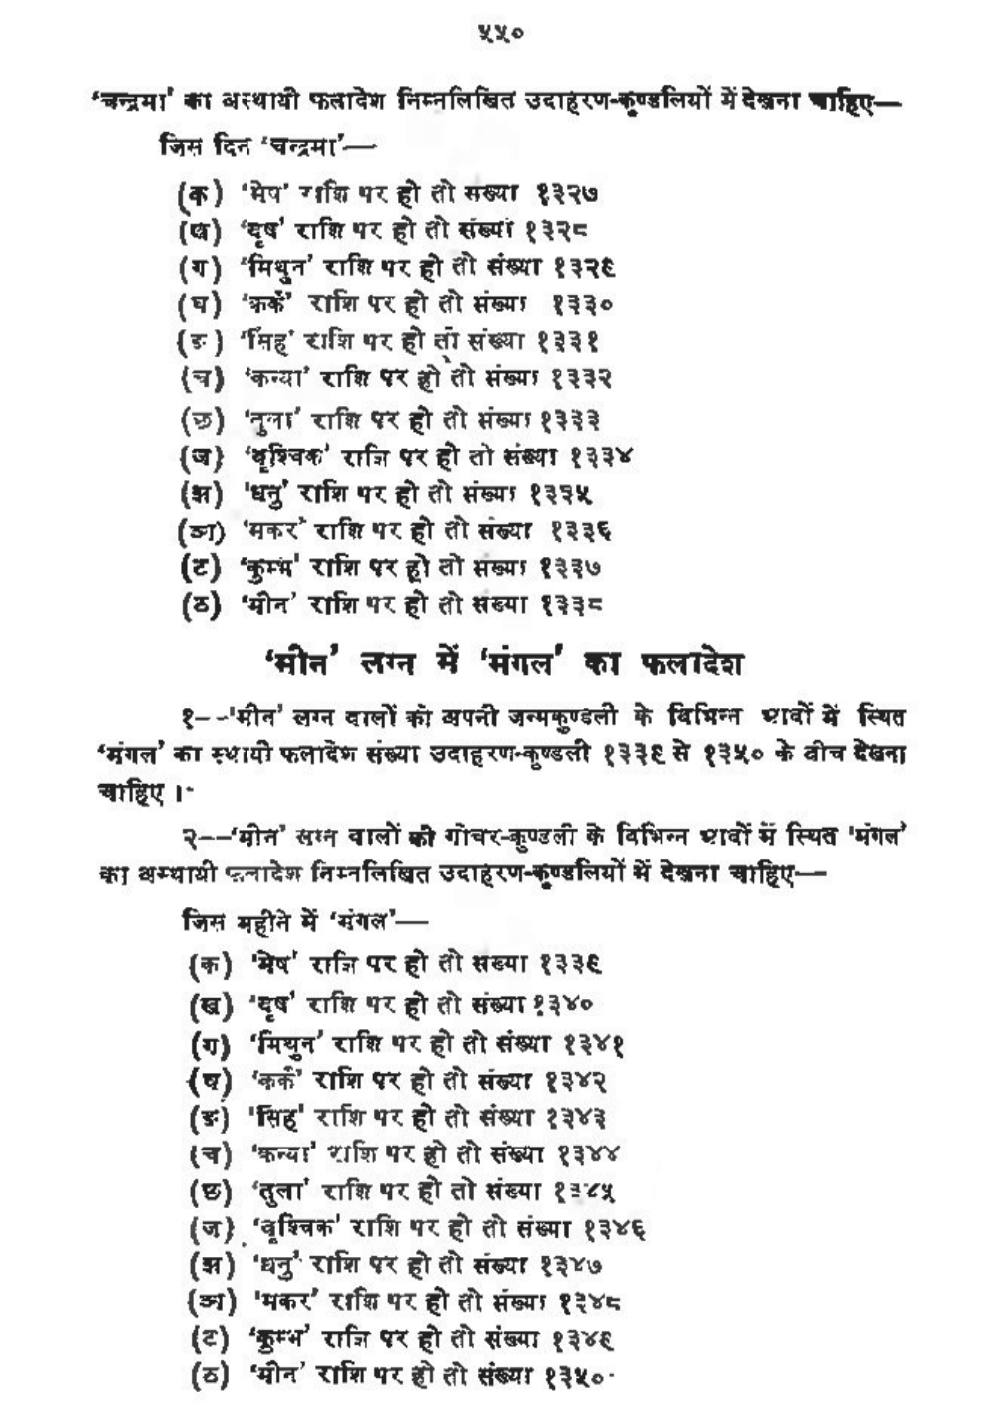 ५५०
‘चन्द्रमा’ का अस्थायी फलादेश निम्नलिखित उदाहरण-कुण्डलियों में देखना चाहिए—
जिस दिन ‘चन्द्रमा’—
(क) ‘मेष’ राशि पर हो तो संख्या १३२७
(ख) ‘वृष’ राशि पर हो तो संख्या १३२८
(ग) ‘मिथुन’ राशि पर हो तो संख्या १३२९
(घ) ‘कर्क’ राशि पर हो तो संख्या १३३०
(ङ) ‘सिंह’ राशि पर हो तो संख्या १३३१
(च) ‘कन्या’ राशि पर हो तो संख्या १३३२
(छ) ‘तुला’ राशि पर हो तो संख्या १३३३
(ज) ‘वृश्चिक’ राशि पर हो तो संख्या १३३४
(झ) ‘धनु’ राशि पर हो तो संख्या १३३५
(ञ) ‘मकर’ राशि पर हो तो संख्या १३३६
(ट) ‘कुम्भ’ राशि पर हो तो संख्या १३३७
(ठ) ‘मीन’ राशि पर हो तो संख्या १३३८
‘मीन’ लग्न में ‘मंगल’ का फलादेश
१--‘मीन’ लग्न वालों को अपनी जन्मकुण्डली के विभिन्न भावों में स्थित
‘मंगल’ का स्थायी फलादेश संख्या उदाहरण-कुण्डली १३३९ से १३५० के बीच देखना
चाहिए।
२--‘मीन’ लग्न वालों को गोचर-कुण्डली के विभिन्न भावों में स्थित ‘मंगल’
का अस्थायी फलादेश निम्नलिखित उदाहरण-कुण्डलियों में देखना चाहिए—
जिस महीने में ‘मंगल’—
(क) ‘मेष’ राशि पर हो तो संख्या १३३९
(ख) ‘वृष’ राशि पर हो तो संख्या १३४०
(ग) ‘मिथुन’ राशि पर हो तो संख्या १३४१
(घ) ‘कर्क’ राशि पर हो तो संख्या १३४२
(ङ) ‘सिंह’ राशि पर हो तो संख्या १३४३
(च) ‘कन्या’ राशि पर हो तो संख्या १३४४
(छ) ‘तुला’ राशि पर हो तो संख्या १३४५
(ज) ‘वृश्चिक’ राशि पर हो तो संख्या १३४६
(झ) ‘धनु’ राशि पर हो तो संख्या १३४७
(ञ) ‘मकर’ राशि पर हो तो संख्या १३४८
(ट) ‘कुम्भ’ राशि पर हो तो संख्या १३४९
(ठ) ‘मीन’ राशि पर हो तो संख्या १३५०